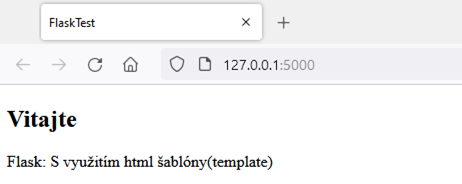 FlaskTest
127.0.0.1:5000
Vitajte
Flask: S využitím html šablóny(template)